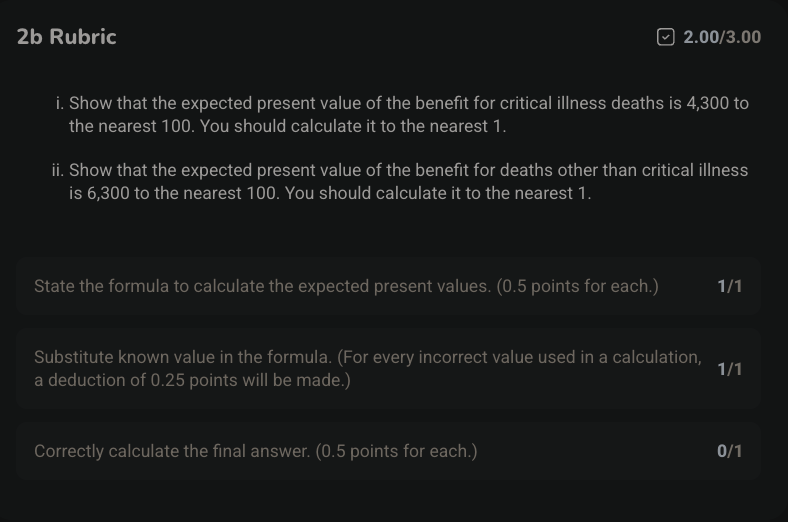 2b Rubric 2.00/3.00
i. Show that the expected present value of the benefit for critical illness deaths is 4,300 to
the nearest 100. You should calculate it to the nearest 1.
ii. Show that the expected present value of the benefit for deaths other than critical illness
is 6,300 to the nearest 100. You should calculate it to the nearest 1.
State the formula to calculate the expected present values. (0.5 points for each.) 1/1
Substitute known value in the formula. (For every incorrect value used in a calculation,
a deduction of 0.25 points will be made.) 1/1
Correctly calculate the final answer. (0.5 points for each.) 0/1